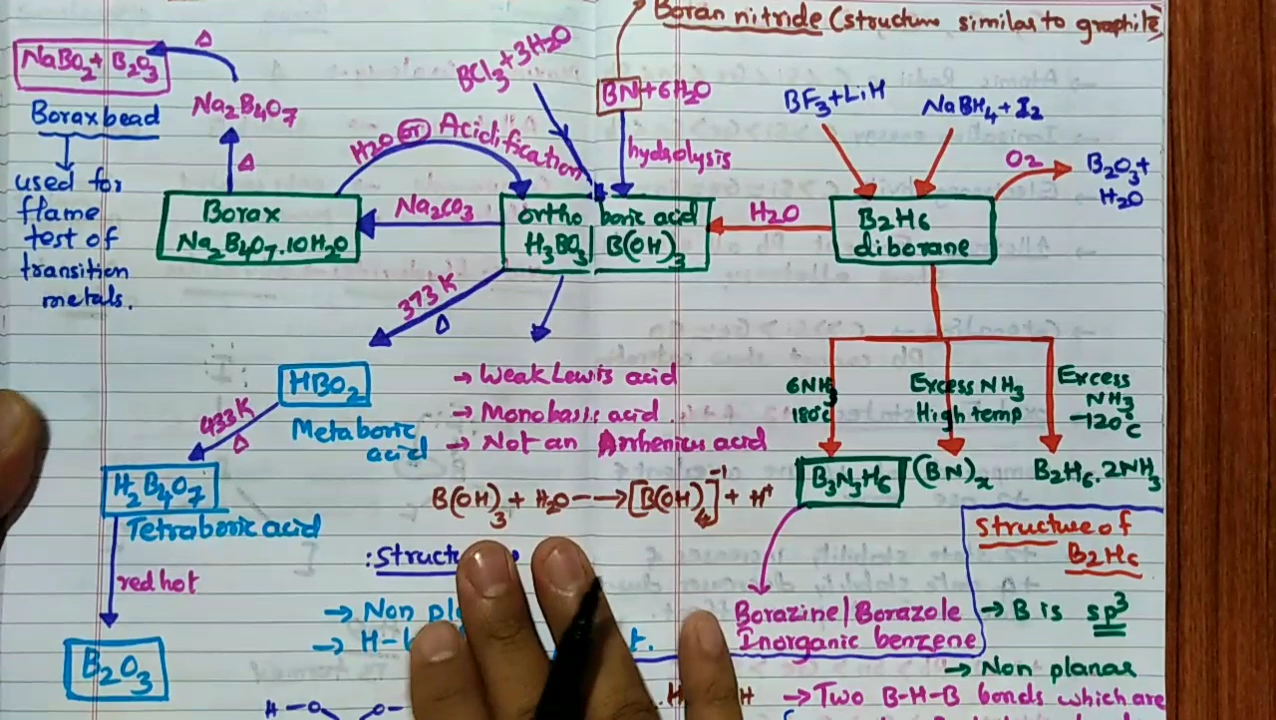 Boran nitride (structure similar to graphite)
NaBO2+ B2O3
Δ
BCl3+3H2O
BN+6H2O
BF3+LiH
NaBH4+I2
Borax bead
Na2B4O7
H2O or Acidification
hydrolysis
O2
B2O3+
H2O
used for
flame
test of
transition
metals.
Δ
Borax
Na2B4O7.10H2O
Na2CO3
ortho boric acid
H3BO3 B(OH)3
H2O
B2H6
diborane
373K
Δ
HBO2
Metaboric
acid
→ Weak Lewis acid
→ Monobasic acid.
→ Not an Arrhenius acid
6NH3
180°c
Excess NH3
High temp
Excess
NH3
-120°c
433K
Δ
H2B4O7
Tetraboric acid
B(OH)3 + H2O → [B(OH)4]-1 + H+
B3N3H6
(BN)x
B2H6.2NH3
red hot
B2O3
→ Non
Borazine/Borazole
Inorganic benzene
Structure of
B2H6
→ B is sp3
→ Non planar
→ Two B-H-B bonds which are
H-O O-
H